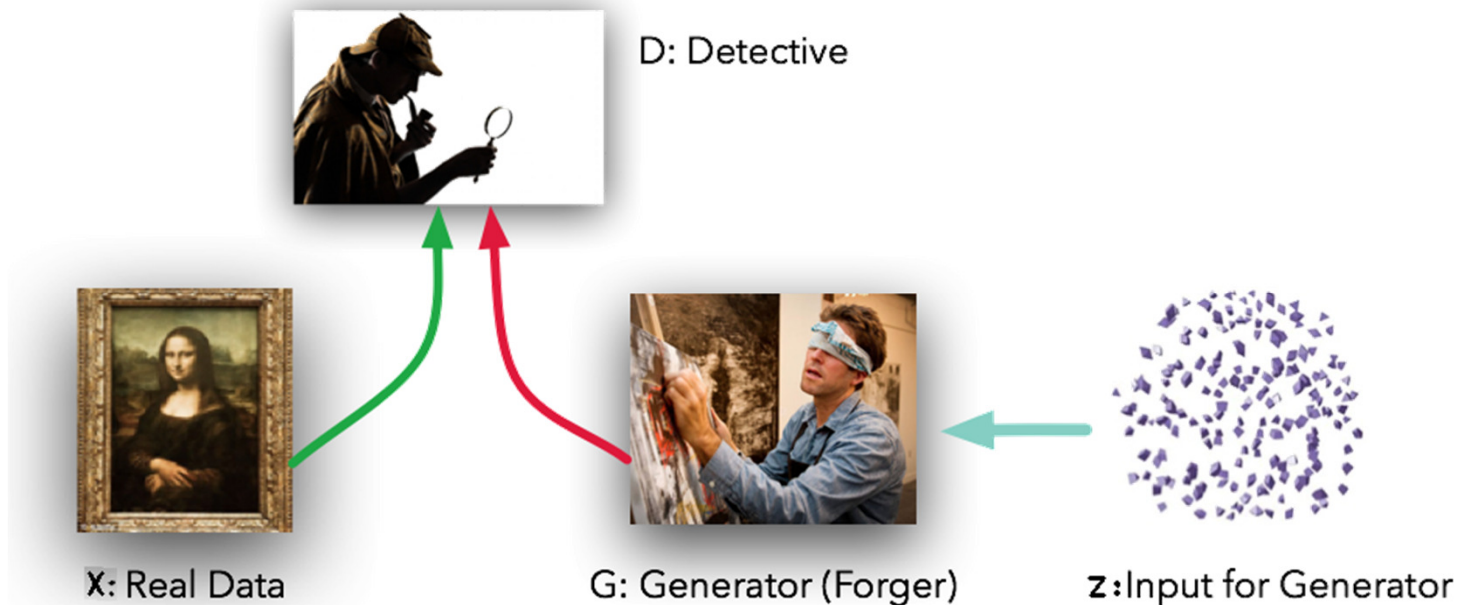 D: Detective
X: Real Data
G: Generator (Forger)
z:Input for Generator